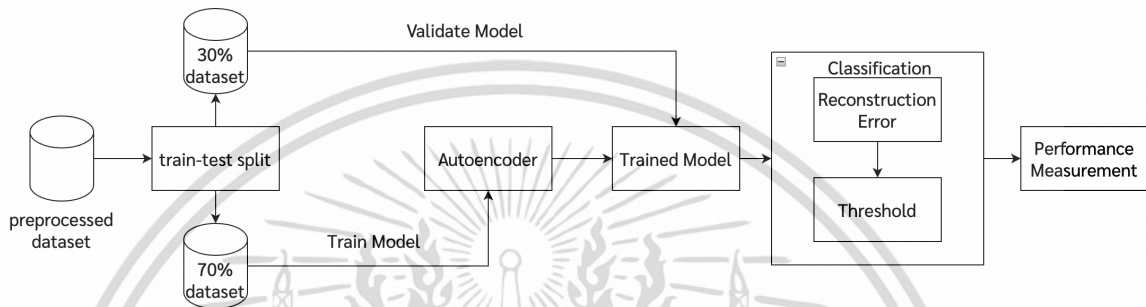 30%
dataset
Validate Model
preprocessed
dataset
train-test split
70%
dataset
Train Model
Autoencoder
Trained Model
Classification
Reconstruction
Error
Threshold
Performance
Measurement